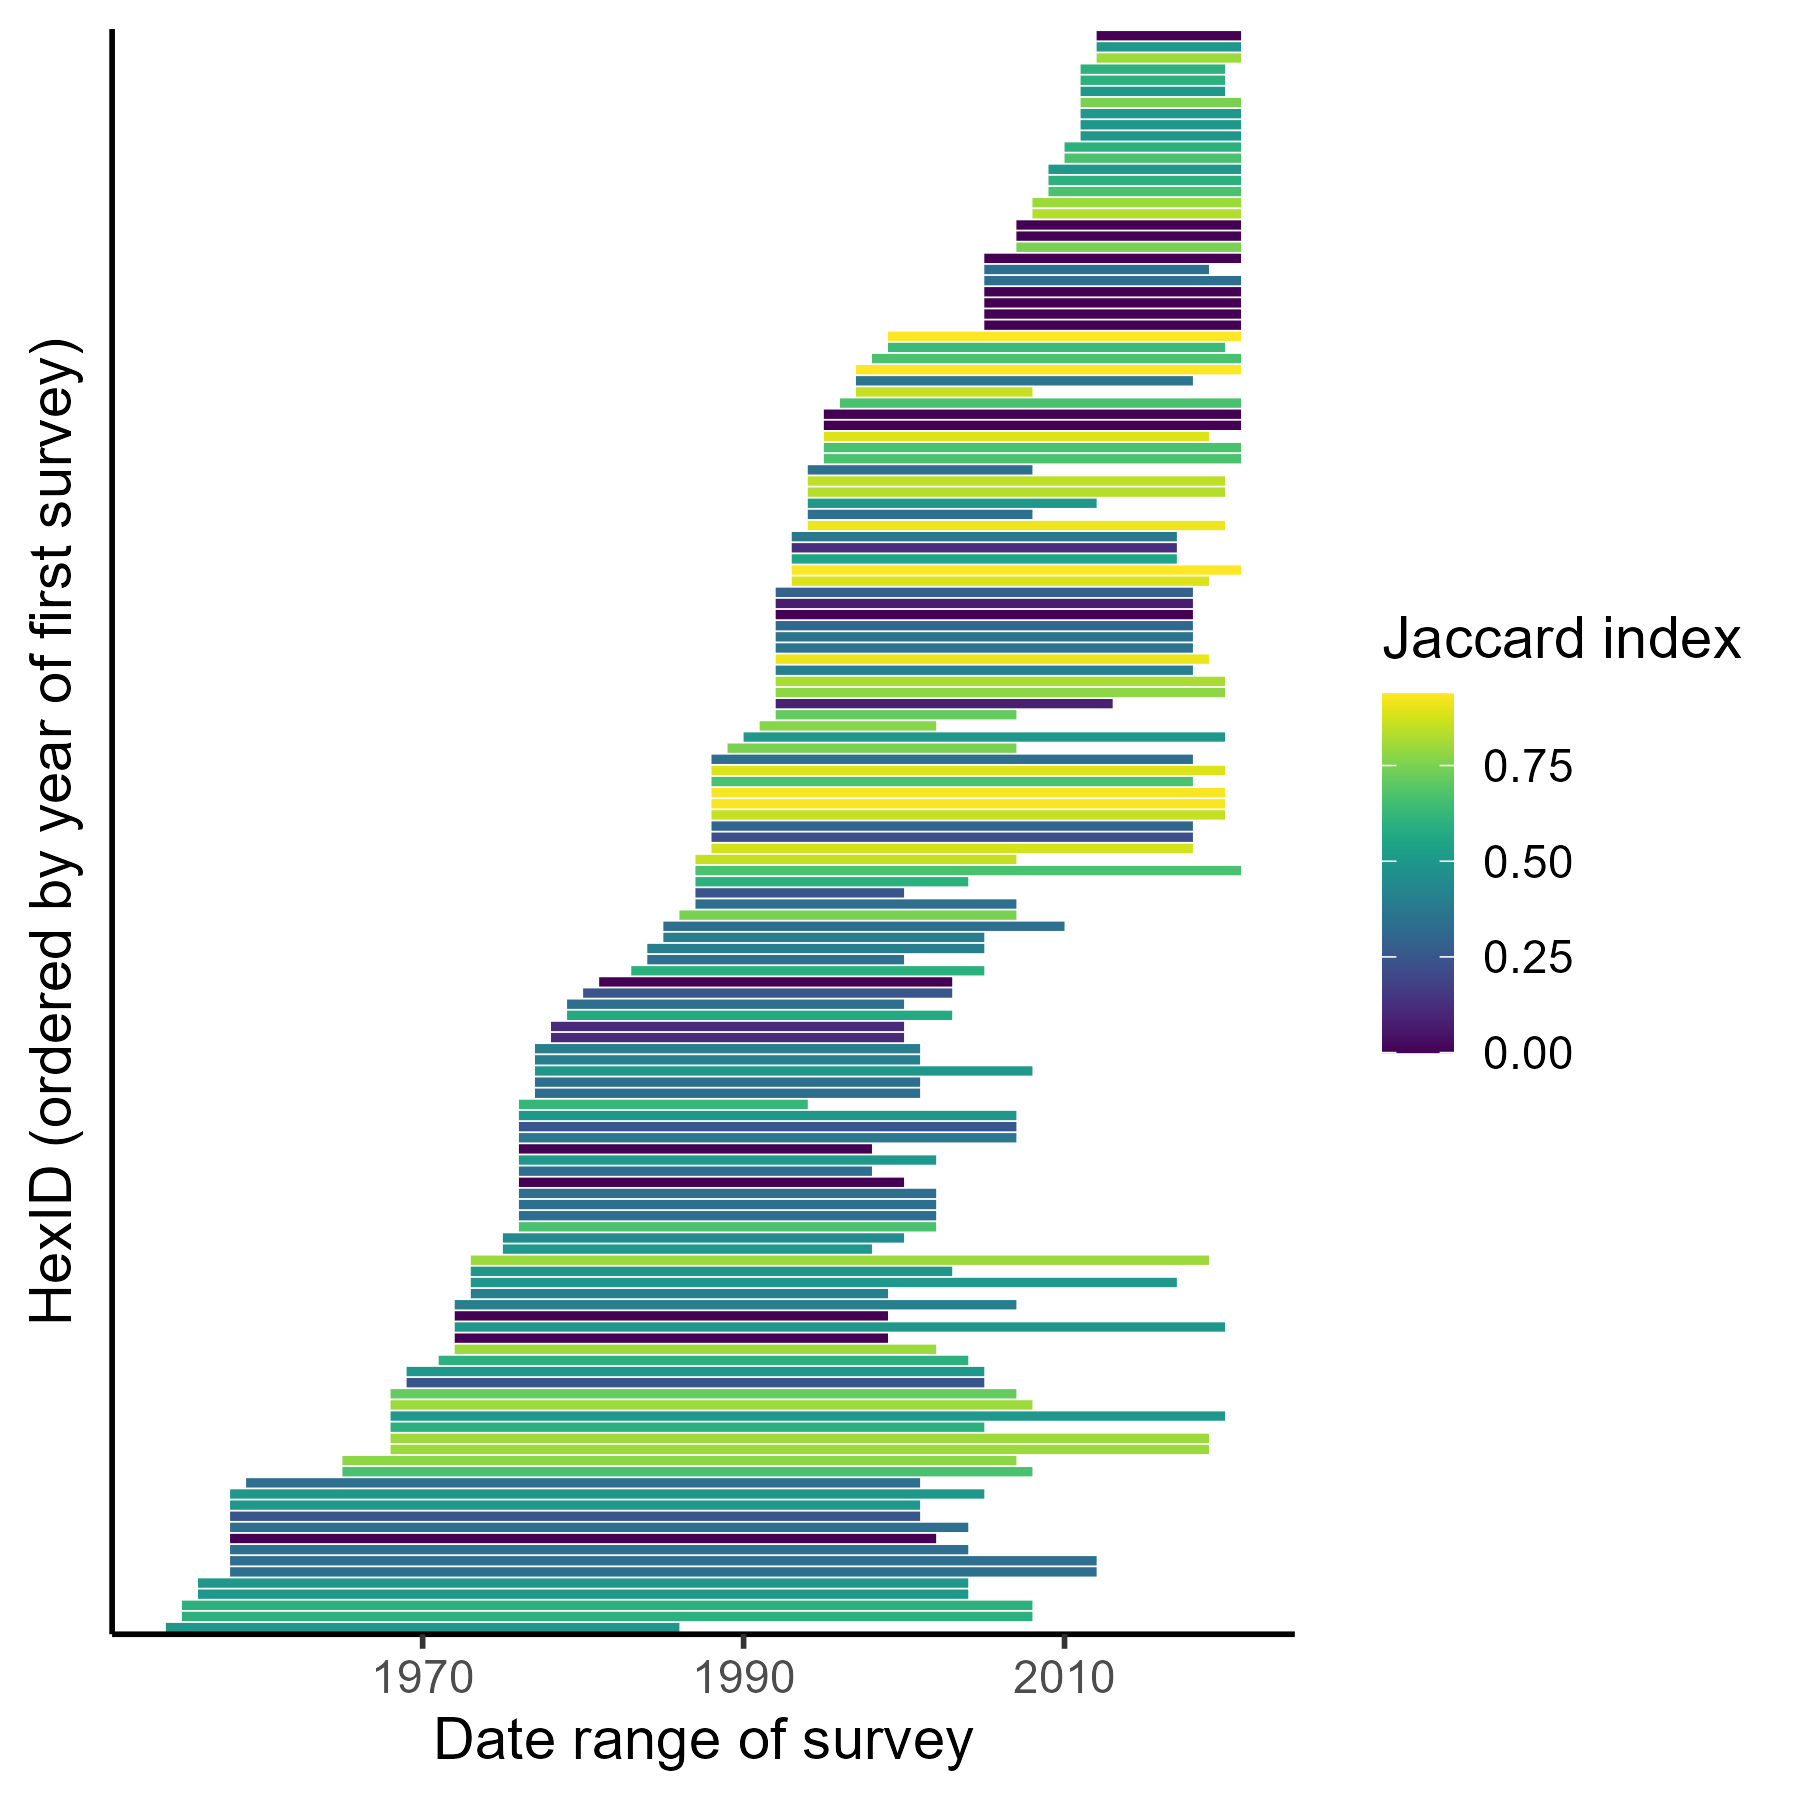 HexID (ordered by year of first survey)
Jaccard index
0.75
0.50
0.25
0.00
1970 1990 2010
Date range of survey